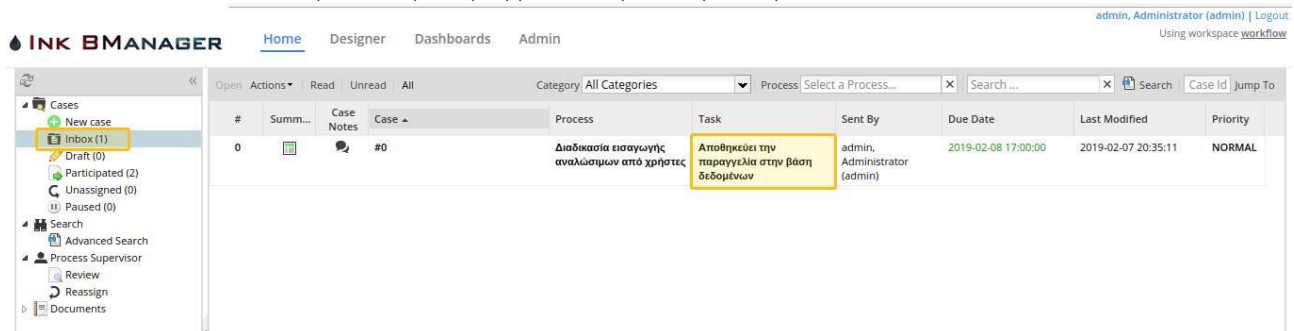 admin, Administrator (admin) | Logout
Using workspace workflow
INK BMANAGER
Home Designer Dashboards Admin
Open Actions Read Unread All Category All Categories Process Select a Process... Search ... Search Case Id Jump To
Cases
New case
Inbox (1)
Draft (0)
Participated (2)
Unassigned (0)
Paused (0)
Search
Advanced Search
Process Supervisor
Review
Reassign
Documents
# Summ... Case Notes Case Process Task Sent By Due Date Last Modified Priority
0 #0 Διαδικασία εισαγωγής Αποθηκεύει την admin, 2019-02-08 17:00:00 2019-02-07 20:35:11 NORMAL
αναλώσιμων από χρήστες παραγγελία στην βάση Administrator
δεδομένων (admin)